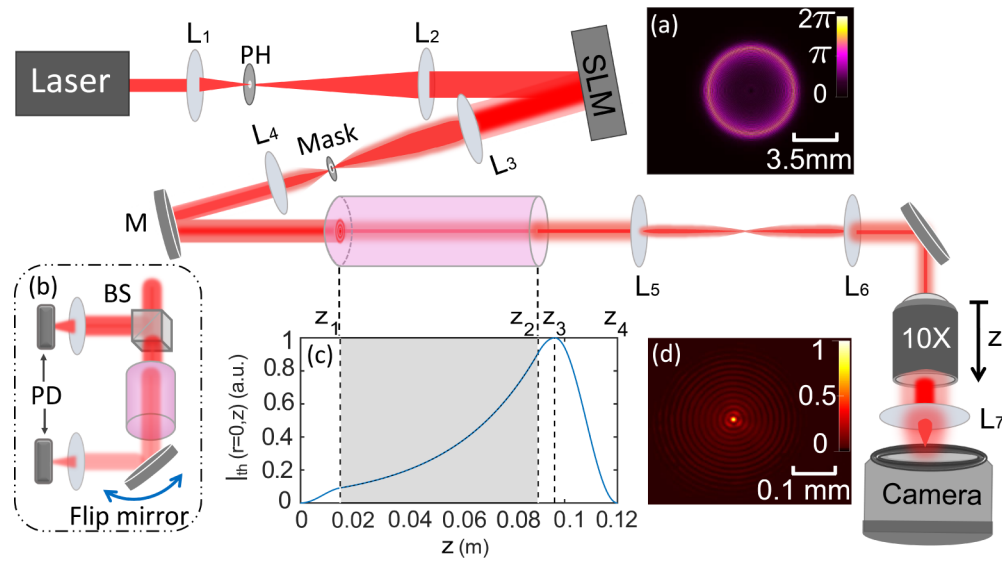 Laser
L1
PH
L2
SLM
L3
Mask
L4
M
(a)
2π
π
0
3.5mm
L5
L6
10X
z
L7
Camera
(b)
BS
PD
Flip mirror
z1
z2
z3
z4
(c)
Ith (r=0,z) (a.u.)
1
0.8
0.6
0.4
0.2
0
0 0.02 0.04 0.06 0.08 0.1 0.12
z (m)
(d)
1
0.5
0
0.1 mm